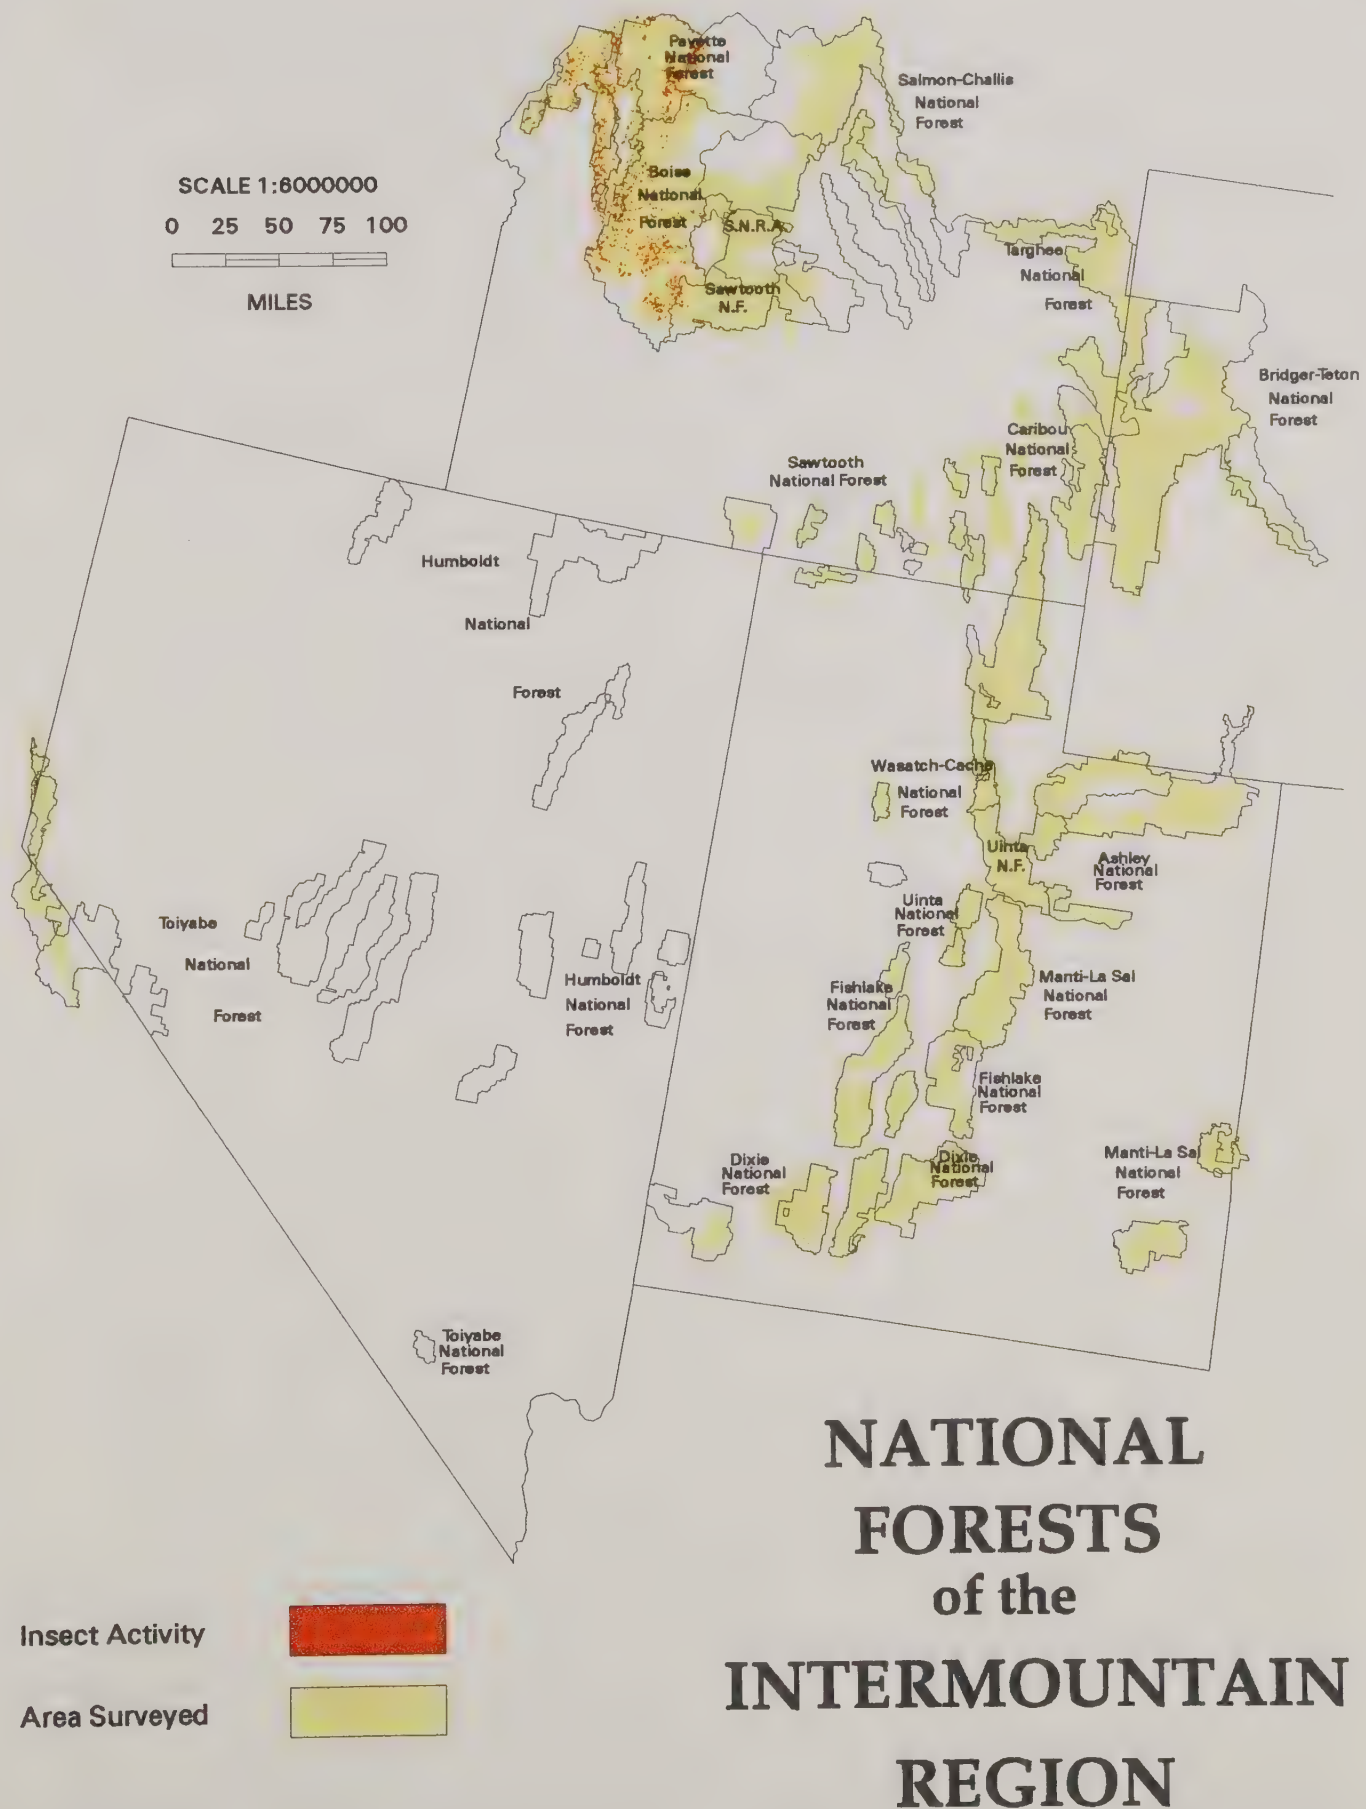 Payette
National
Forest
Salmon-Challis
National
Forest
SCALE 1:6000000
0 25 50 75 100
MILES
Boise
National
Forest
S.N.R.A.
Sawtooth
N.F.
Targhee
National
Forest
Bridger-Teton
National
Forest
Caribou
National
Forest
Sawtooth
National Forest
Humboldt
National
Forest
Wasatch-Cache
National
Forest
Uinta
N.F.
Ashley
National
Forest
Uinta
National
Forest
Toiyabe
National
Forest
Humboldt
National
Forest
Fishlake
National
Forest
Manti-La Sal
National
Forest
Fishlake
National
Forest
Dixie
National
Forest
Dixie
National
Forest
Manti-La Sal
National
Forest
Toiyabe
National
Forest
NATIONAL
FORESTS
of the
INTERMOUNTAIN
REGION
Insect Activity
Area Surveyed